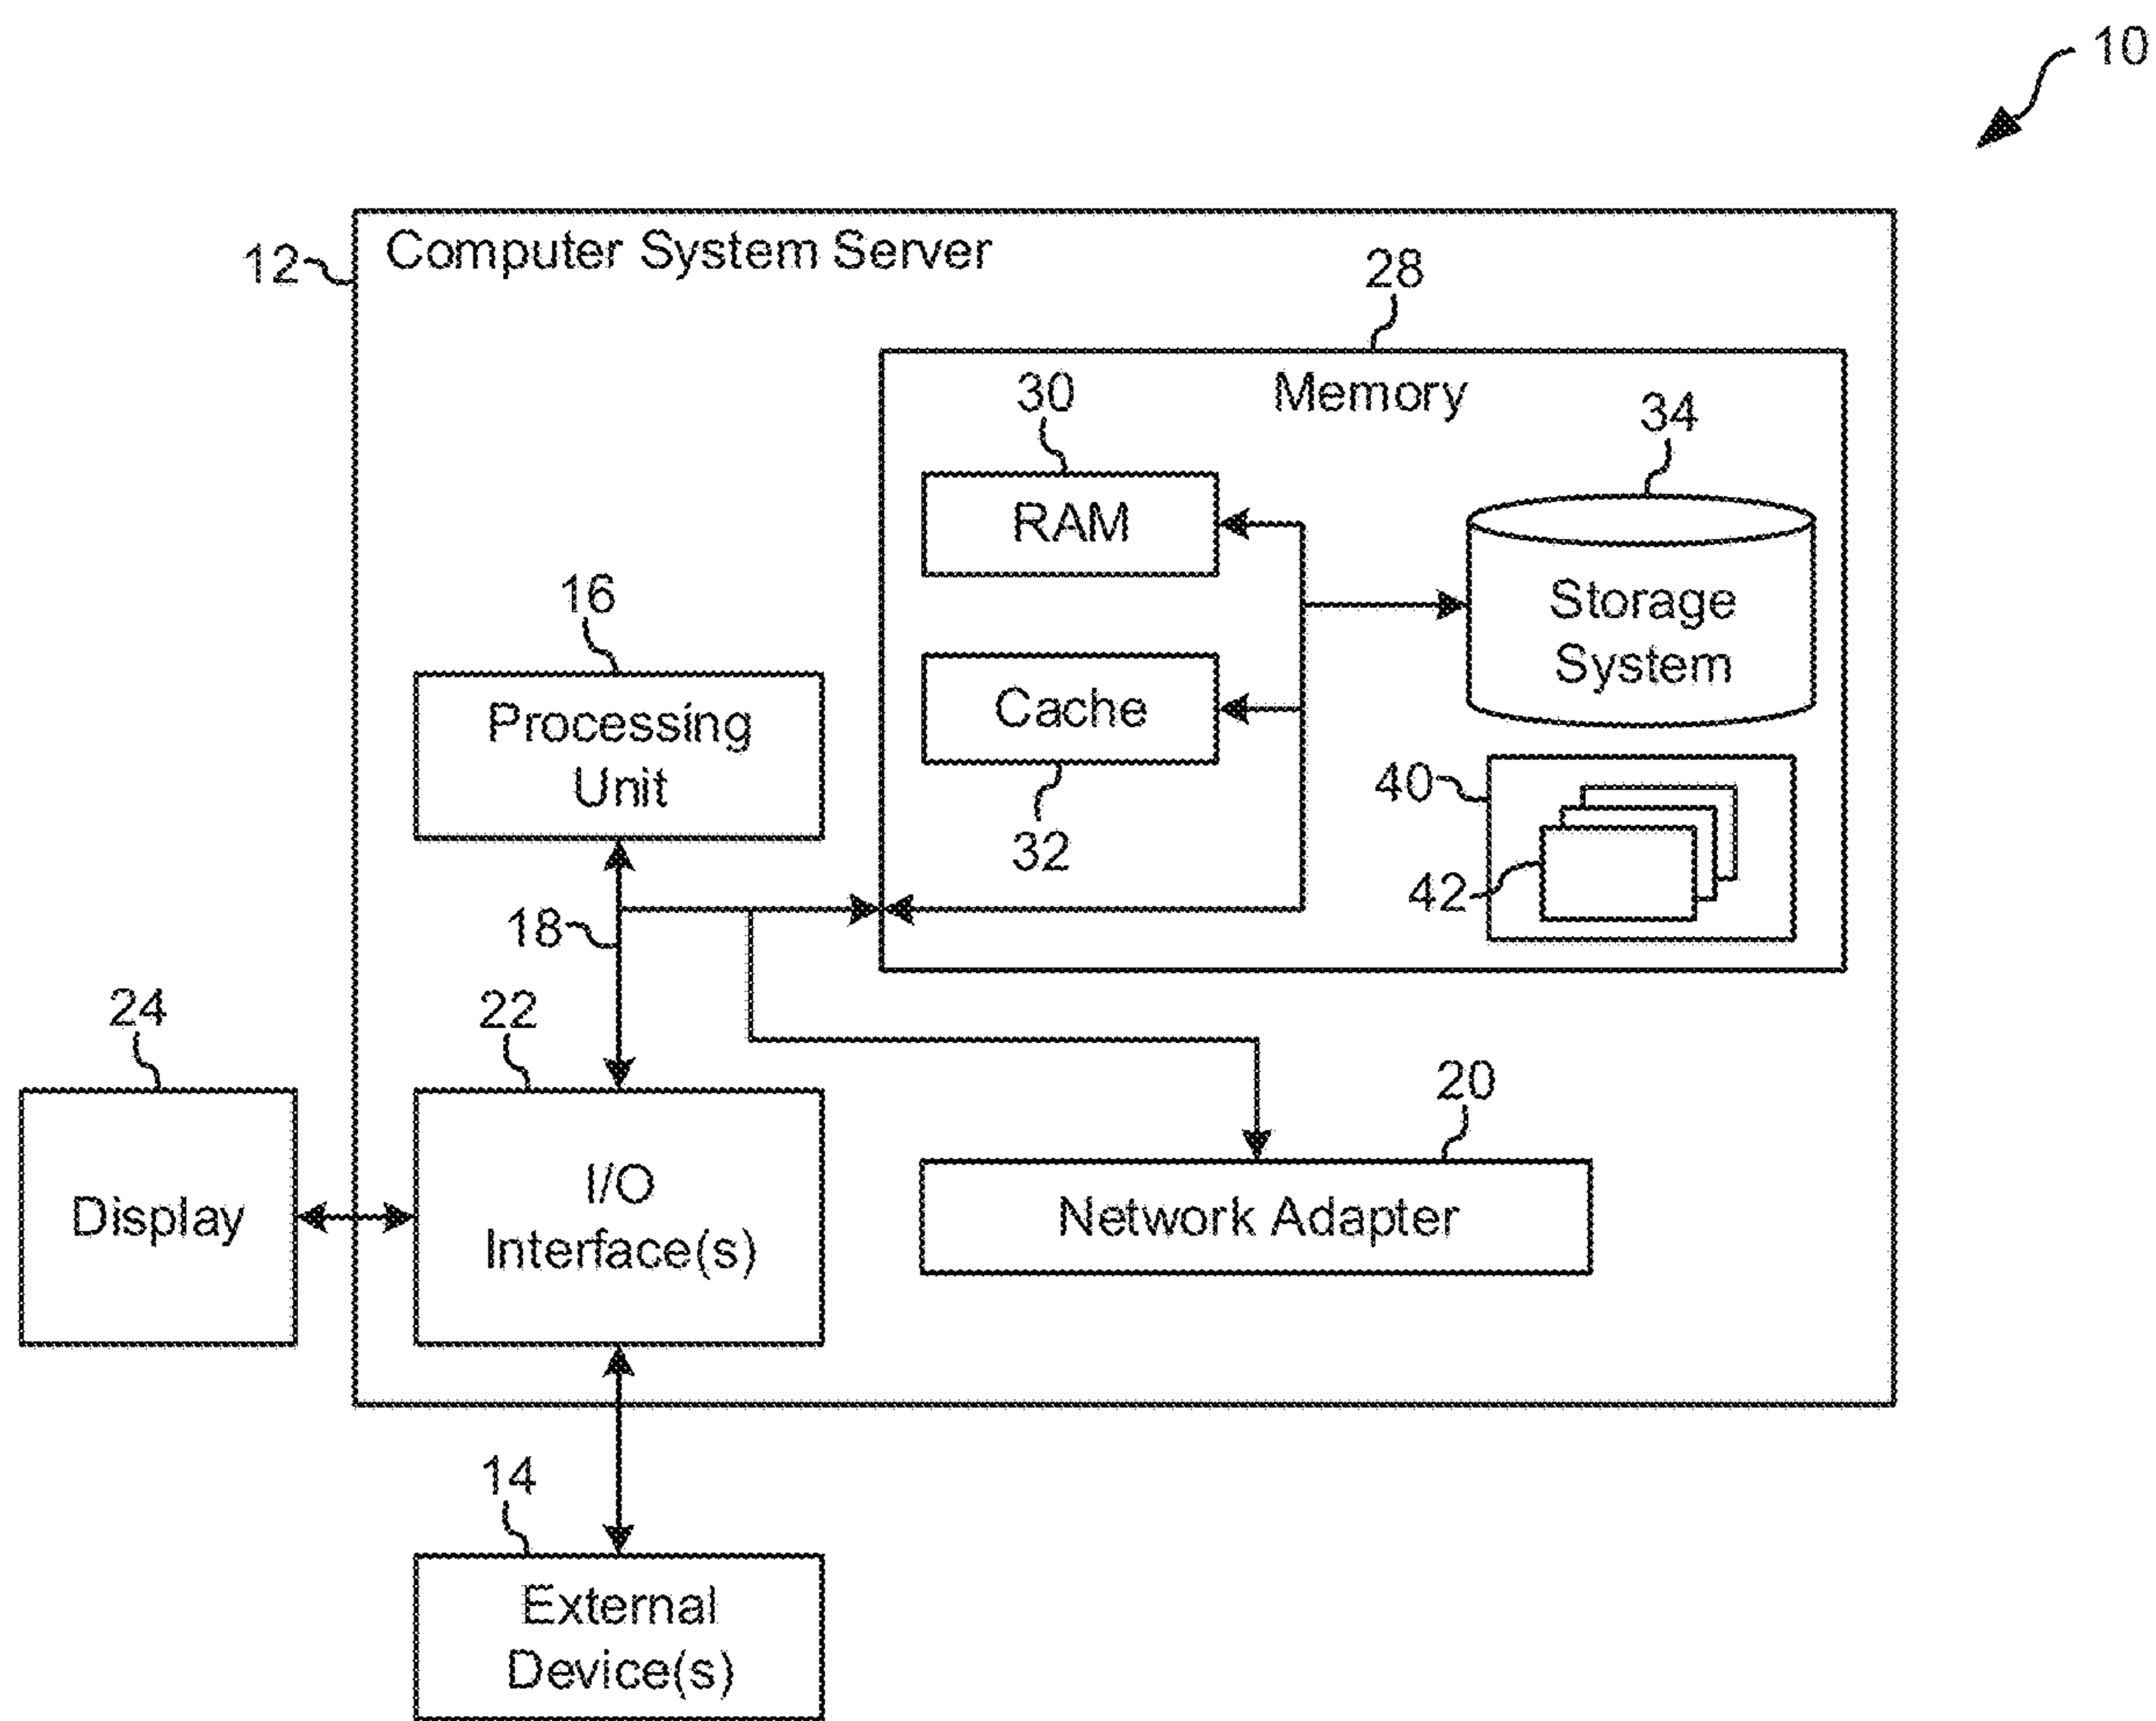 10
12
Computer System Server
28
Memory
30
34
RAM
Storage
System
16
Processing
Unit
Cache
32
40
42
18
24
22
20
Display
I/O
Interface(s)
Network Adapter
14
External
Device(s)